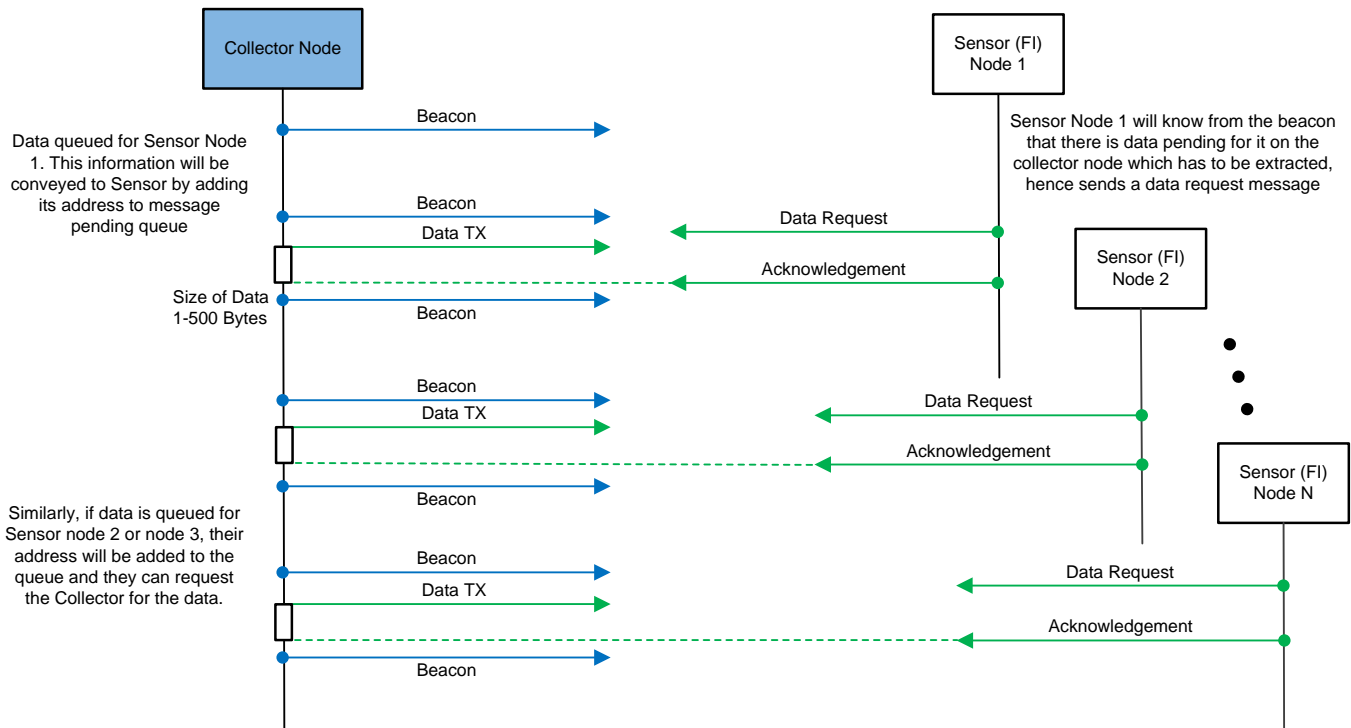 Collector Node
Sensor (FI)
Node 1
Beacon
Data queued for Sensor Node
1. This information will be
conveyed to Sensor by adding
its address to message
pending queue
Sensor Node 1 will know from the beacon
that there is data pending for it on the
collector node which has to be extracted,
hence sends a data request message
Beacon
Data Request
Data TX
Sensor (FI)
Node 2
Acknowledgement
Size of Data
1-500 Bytes
Beacon
Beacon
Data Request
Data TX
Acknowledgement
Sensor (FI)
Node N
Beacon
Similarly, if data is queued for
Sensor node 2 or node 3, their
address will be added to the
queue and they can request
the Collector for the data.
Beacon
Data Request
Data TX
Acknowledgement
Beacon